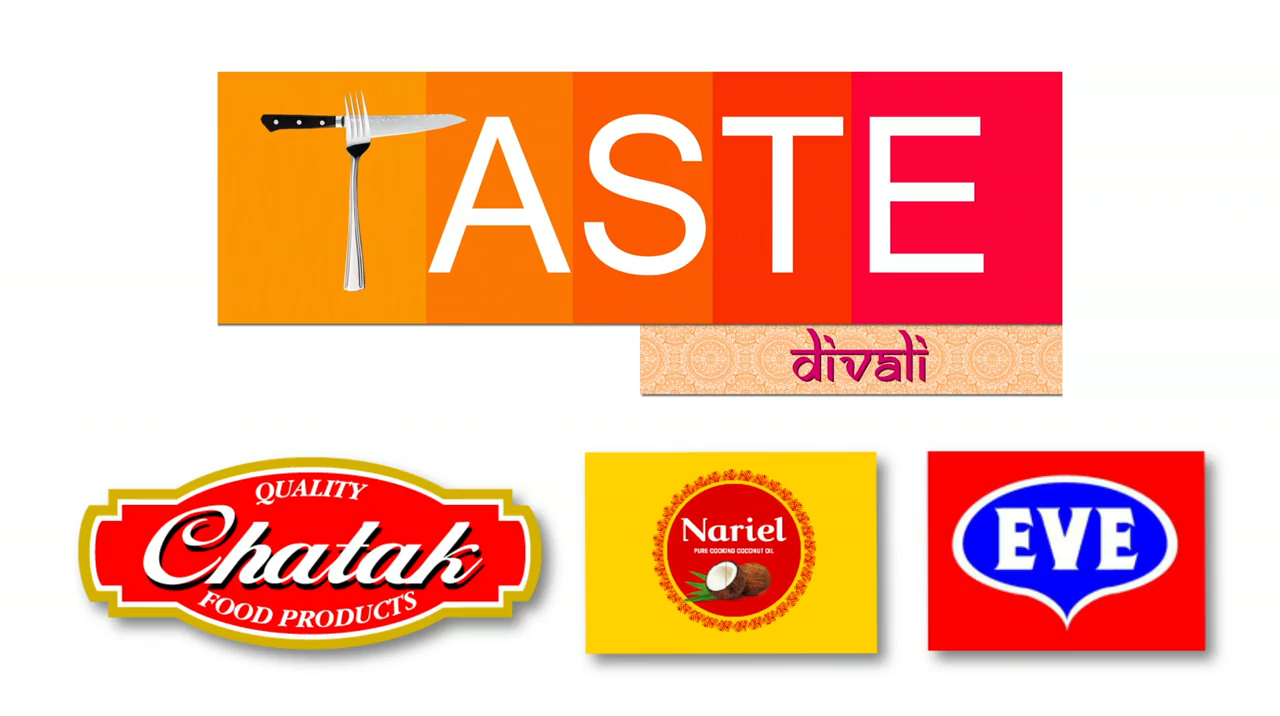 TASTE
divali
QUALITY
Chatak
FOOD PRODUCTS
Nariel
PURE COOKING COCONUT OIL
EVE